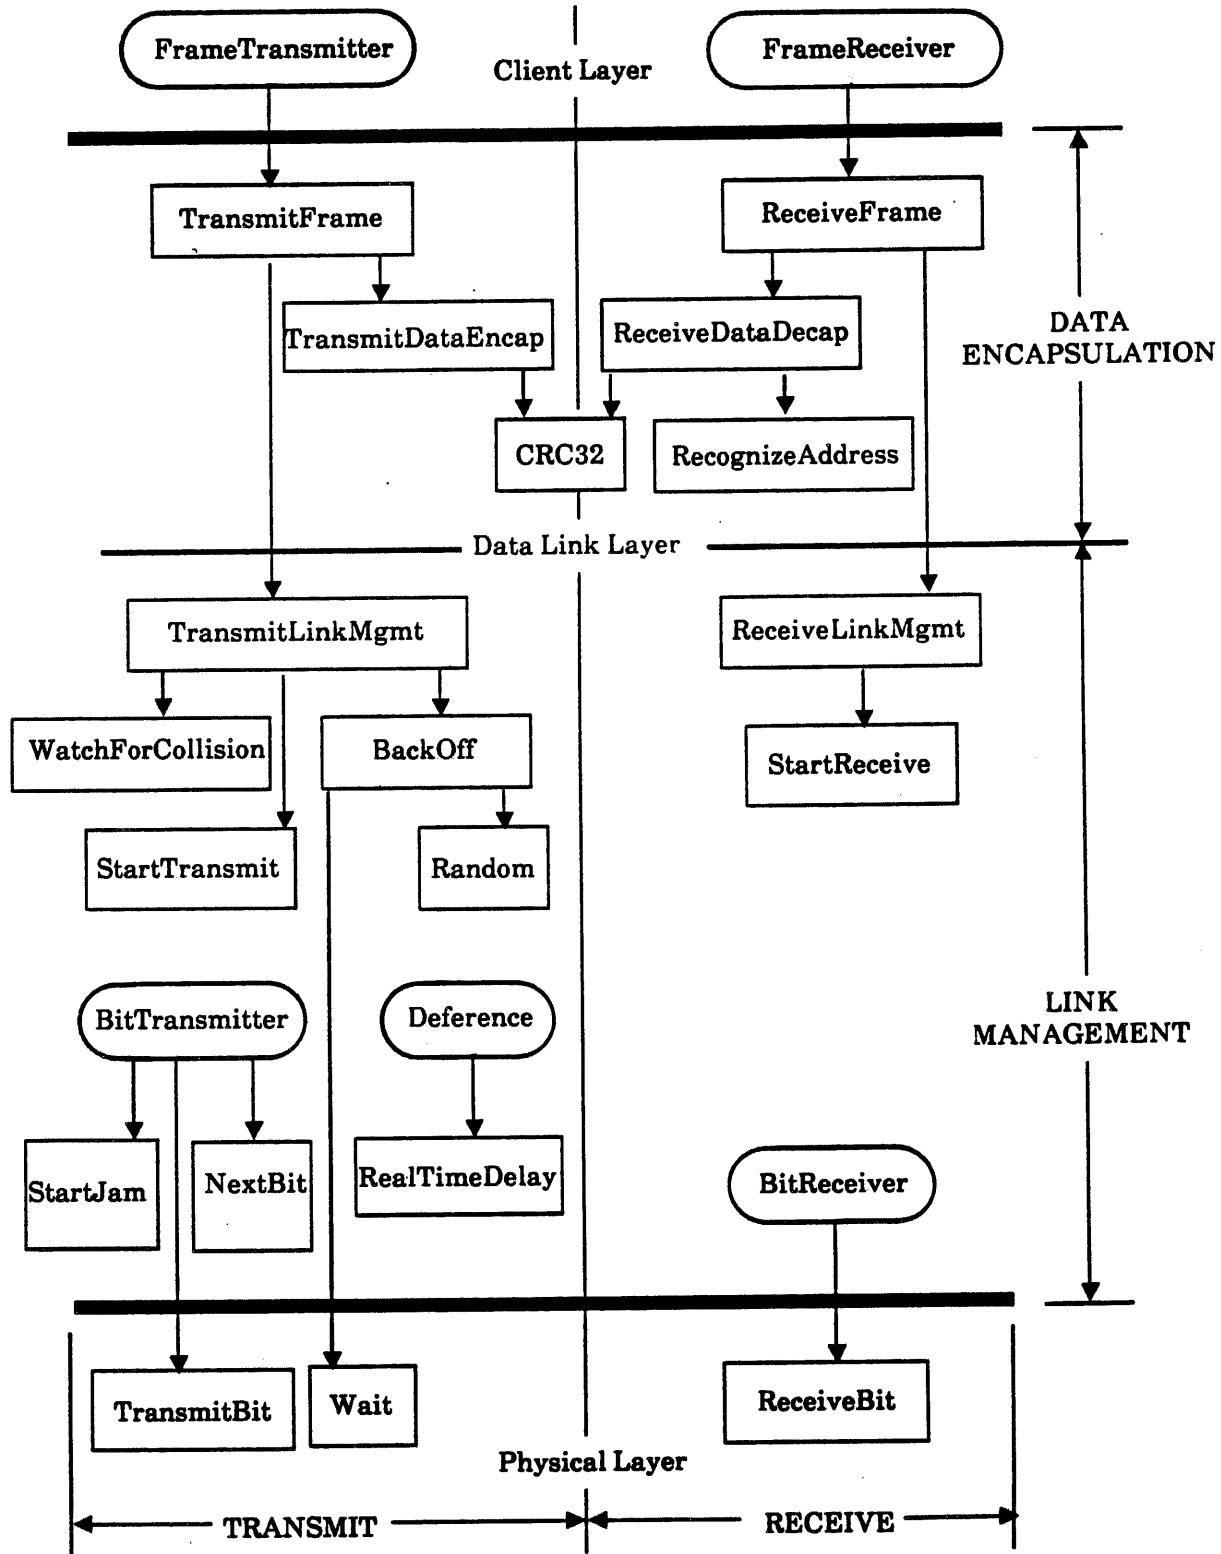 FrameTransmitter
FrameReceiver
Client Layer
TransmitFrame
ReceiveFrame
TransmitDataEncap
ReceiveDataDecap
DATA
ENCAPSULATION
CRC32
RecognizeAddress
Data Link Layer
TransmitLinkMgmt
ReceiveLinkMgmt
WatchForCollision
BackOff
StartReceive
StartTransmit
Random
BitTransmitter
Deference
LINK
MANAGEMENT
StartJam
NextBit
RealTimeDelay
BitReceiver
TransmitBit
Wait
ReceiveBit
Physical Layer
TRANSMIT
RECEIVE